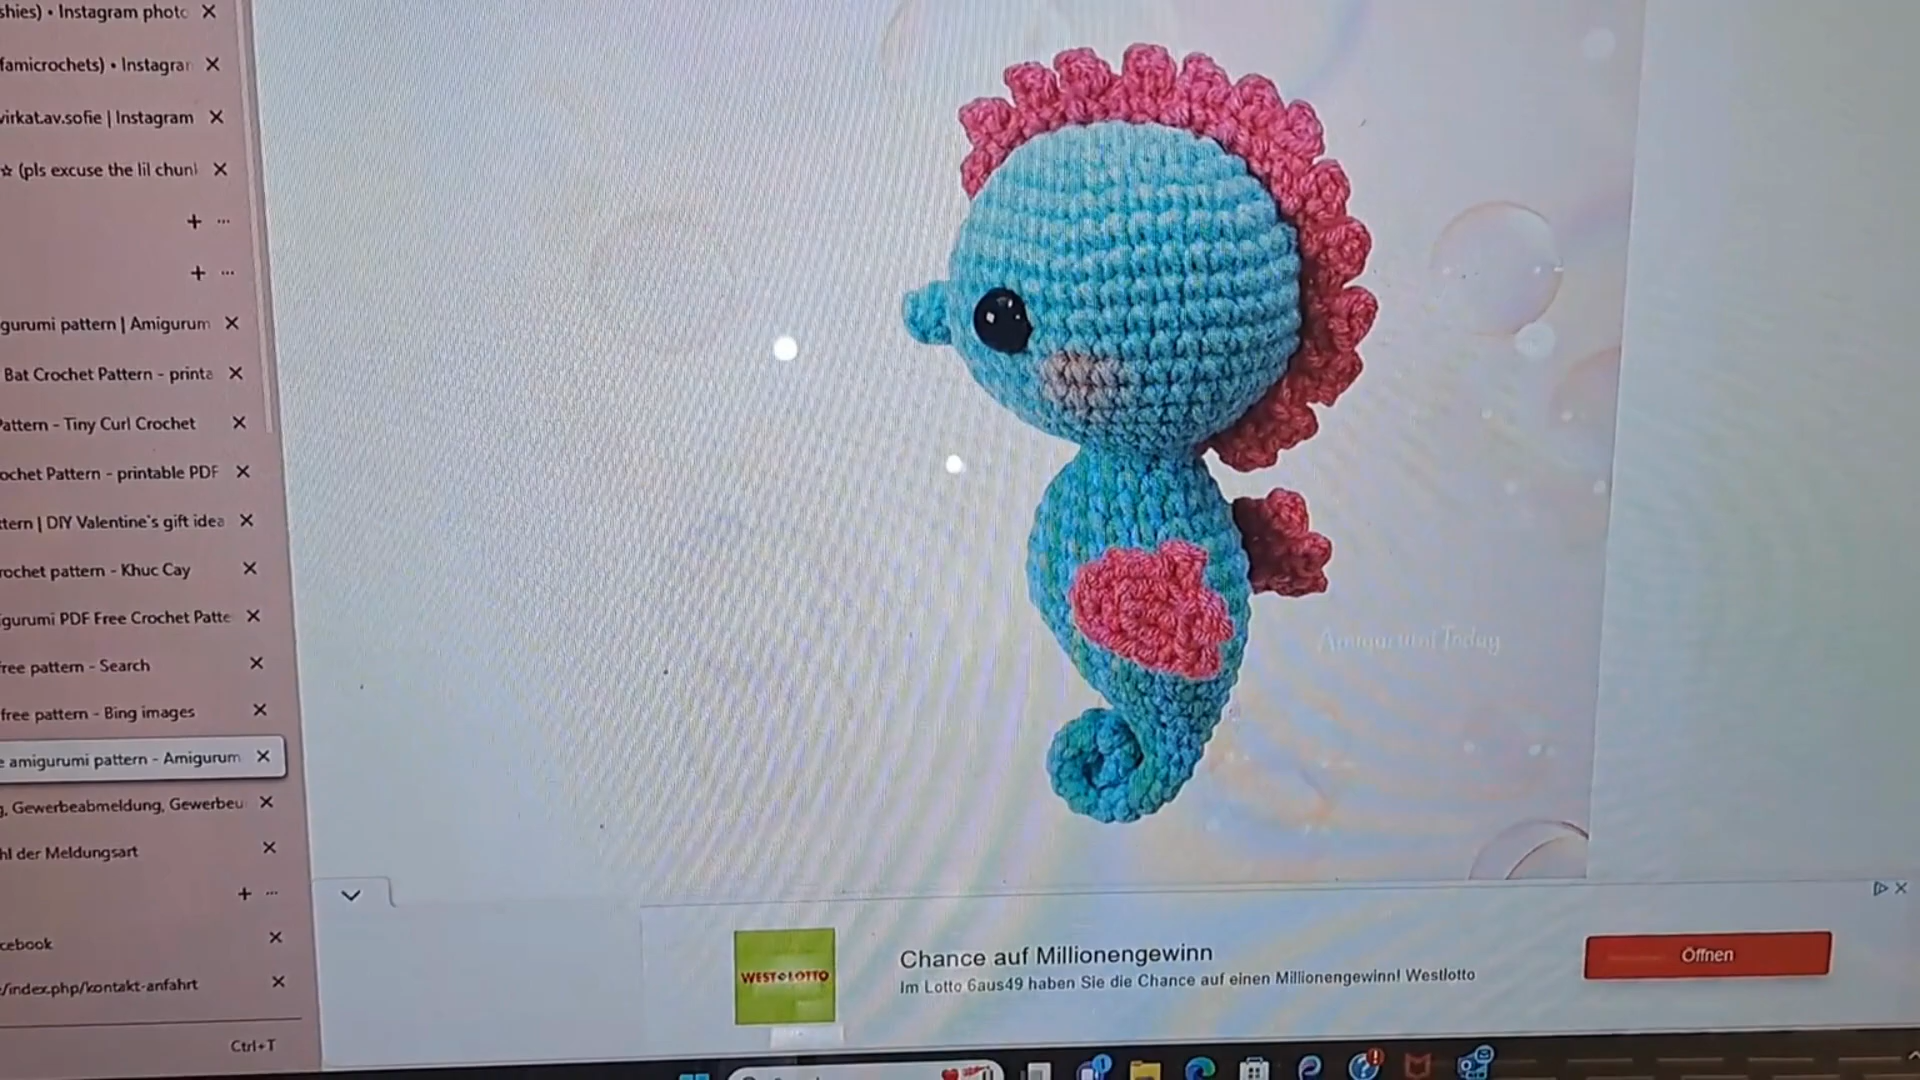 shies) • Instagram photo
famicrochets) • Instagran
virkat.av.sofie | Instagram
☆ (pls excuse the lil chunl
gurumi pattern | Amigurum
Bat Crochet Pattern - printa
Pattern - Tiny Curl Crochet
ochet Pattern - printable PDF
ttern | DIY Valentine's gift idea
rochet pattern - Khuc Cay
igurumi PDF Free Crochet Patte
free pattern - Search
free pattern - Bing images
e amigurumi pattern - Amigurum
g, Gewerbeabmeldung, Gewerbeu
hl der Meldungsart
cebook
/index.php/kontakt-anfahrt
Ctrl+T
Amigurumi Today
WESTLOTTO
Chance auf Millionengewinn
Im Lotto 6aus49 haben Sie die Chance auf einen Millionengewinn! Westlotto
Öffnen